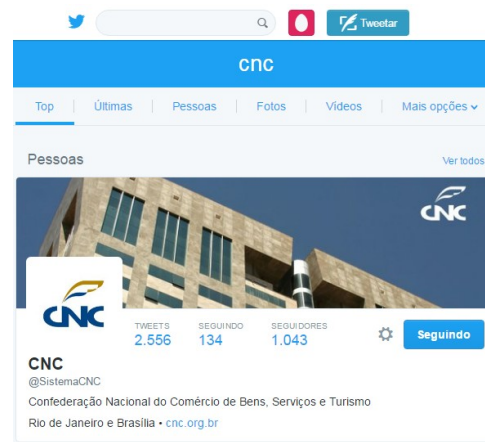 Tweetar
cnc
Top Últimas Pessoas Fotos Vídeos Mais opções
Pessoas Ver todos
CNC
CNC
TWEETS SEGUINDO SEGUIDORES
2.556 134 1.043 Seguindo
CNC
@SistemaCNC
Confederação Nacional do Comércio de Bens, Serviços e Turismo
Rio de Janeiro e Brasília • cnc.org.br